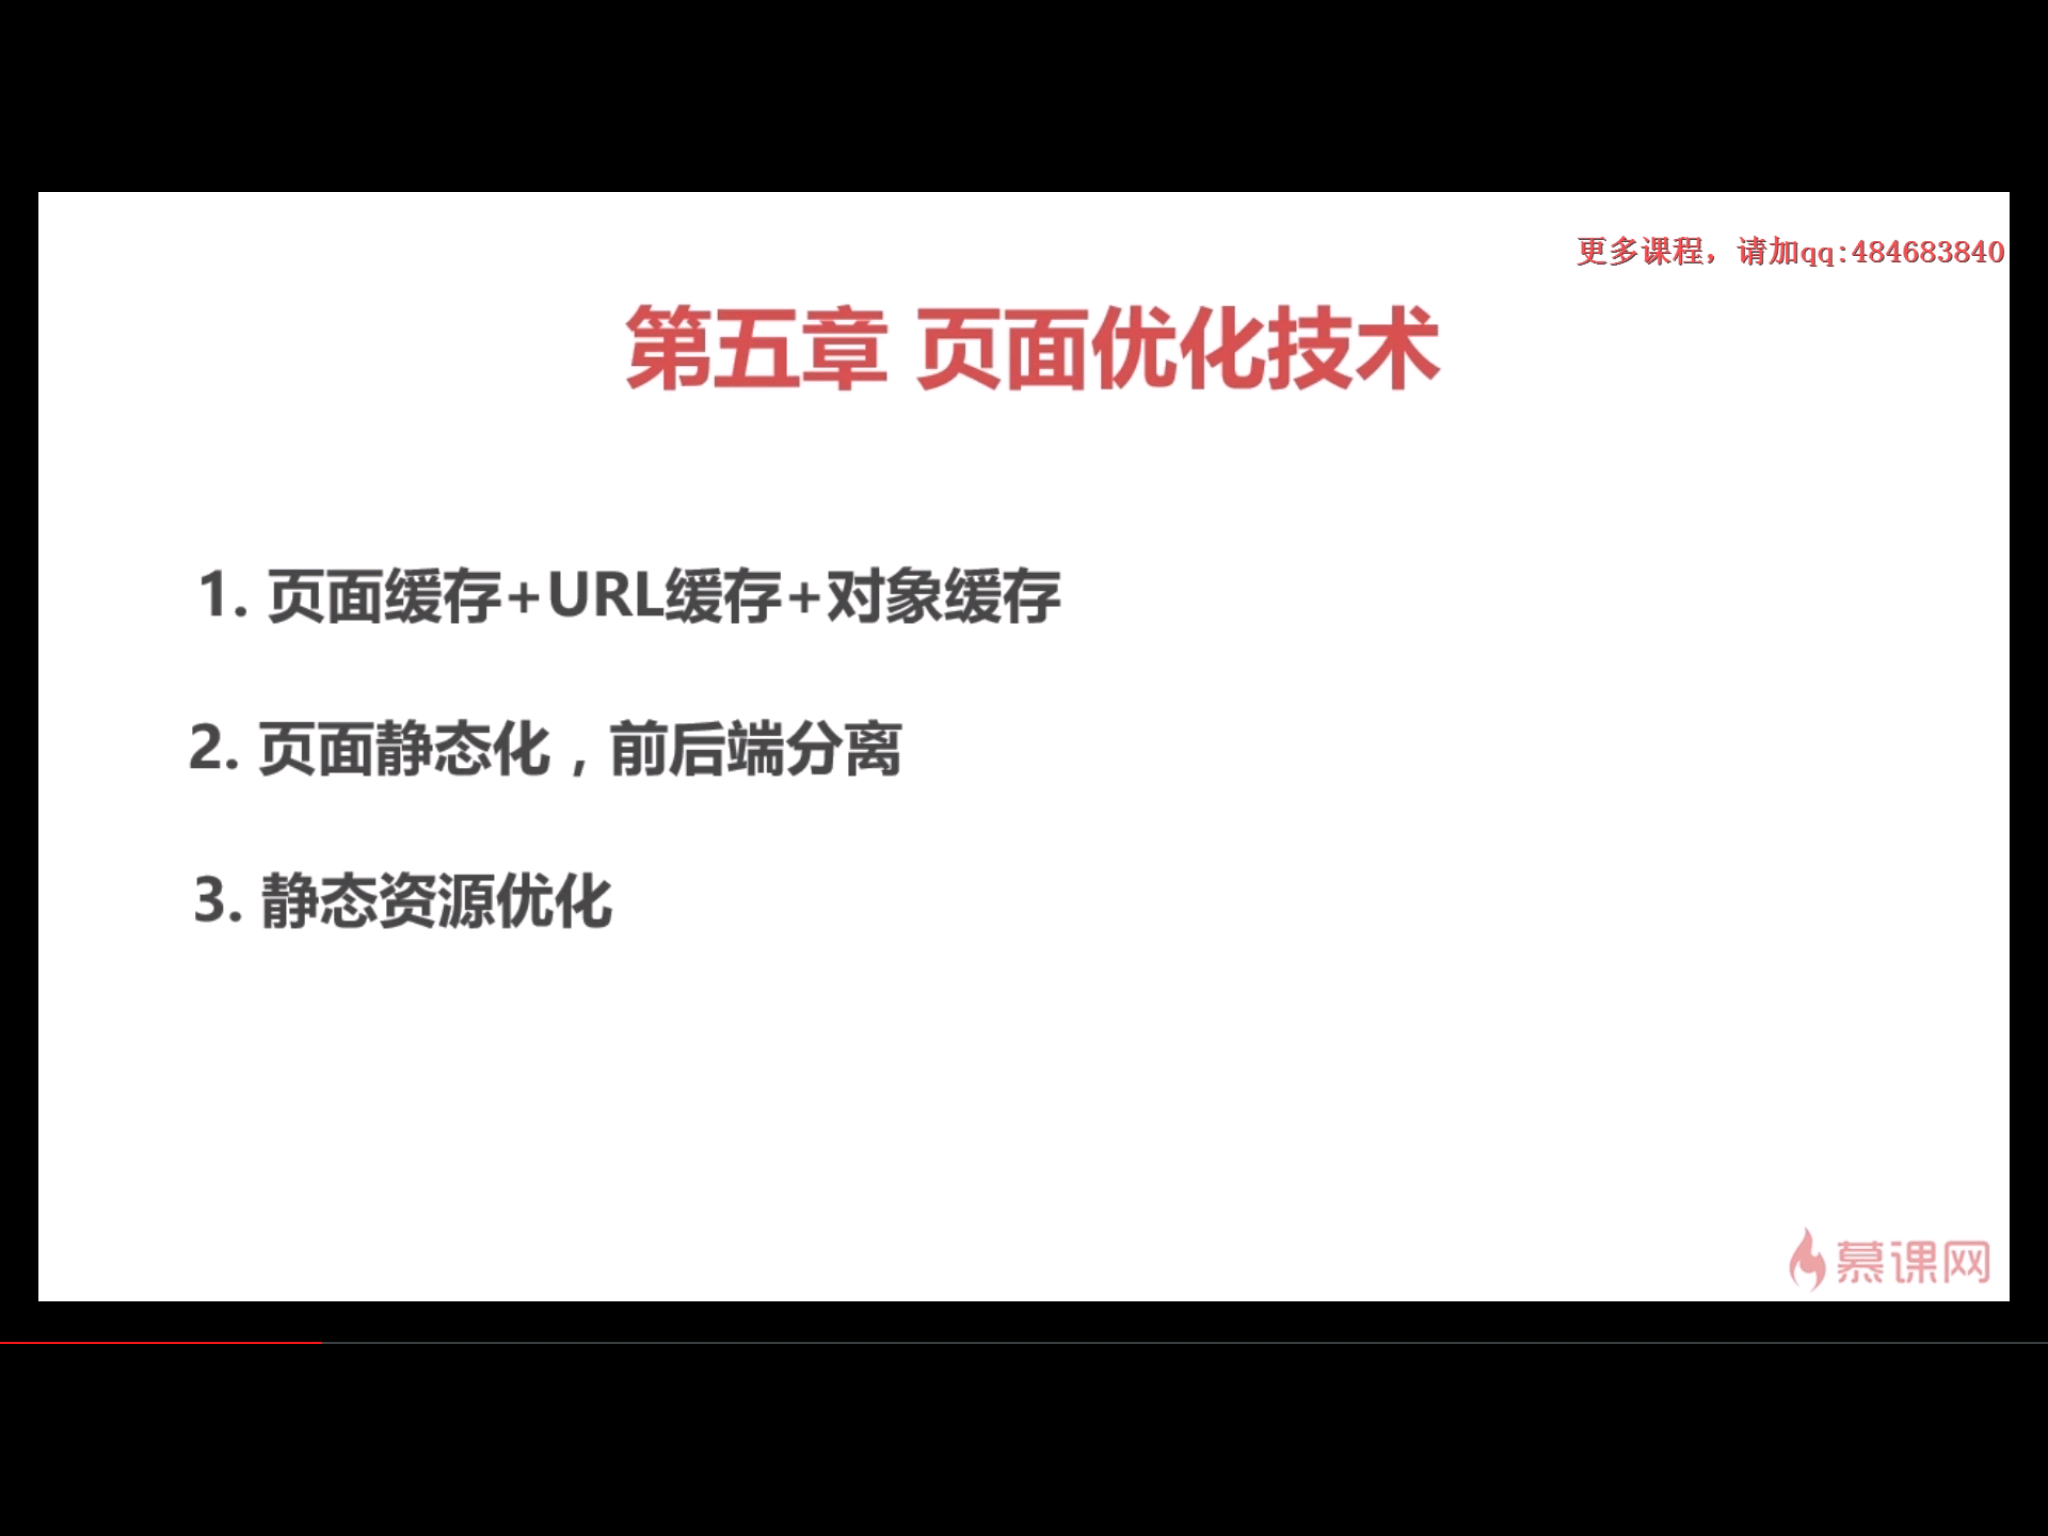 更多课程，请加qq:484683840
第五章 页面优化技术
1. 页面缓存+URL缓存+对象缓存
2. 页面静态化，前后端分离
3. 静态资源优化
慕课网